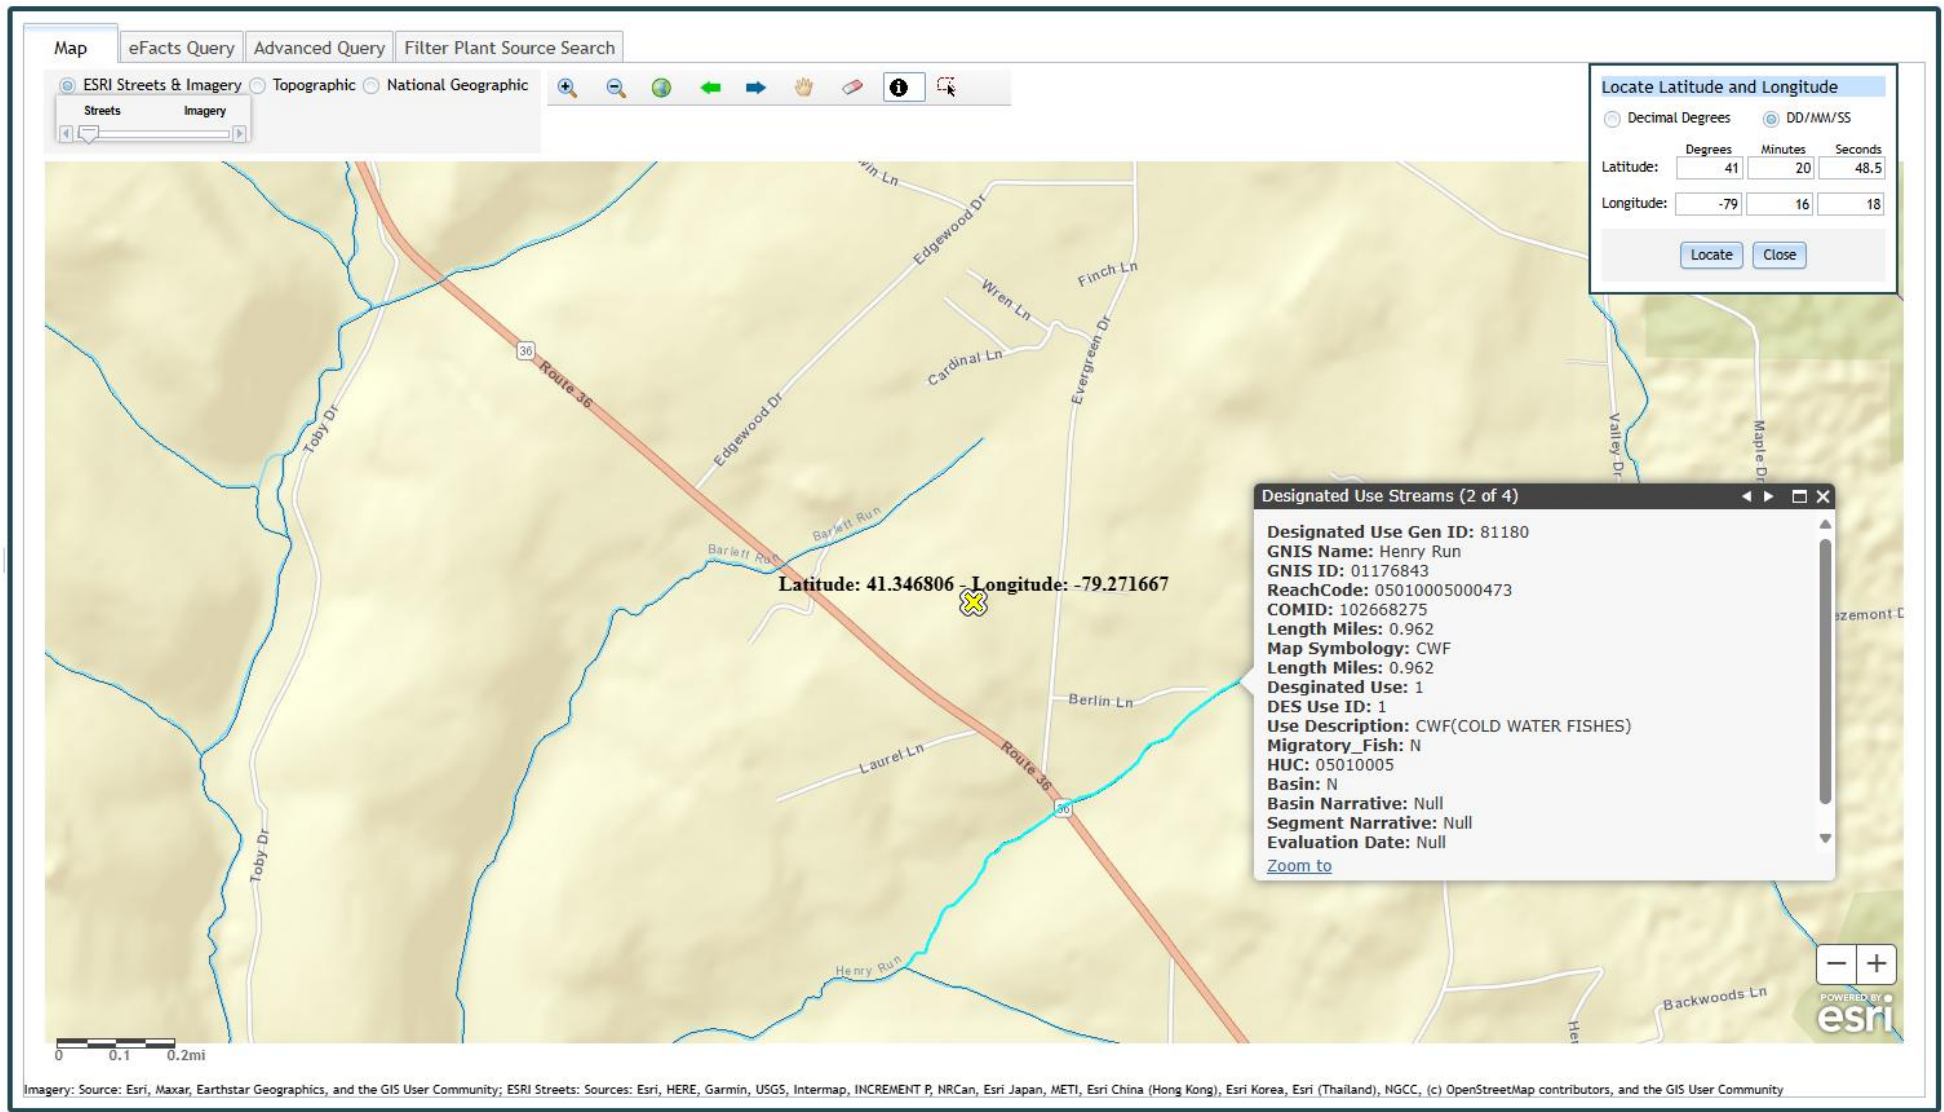 Map eFacts Query Advanced Query Filter Plant Source Search
ESRI Streets & Imagery Topographic National Geographic
Streets Imagery
Locate Latitude and Longitude
Decimal Degrees DD/MM/SS
Degrees Minutes Seconds
Latitude: 41 20 48.5
Longitude: -79 16 18
Locate Close
Edgewood Dr
Finch Ln
Wren Ln
Cardinal Ln
Evergreen Dr
36
Route 36
Toby Dr
Edgewood Dr
Valley Dr
Maple Dr
Barlett Run
Barlett Run
Latitude: 41.346806 - Longitude: -79.271667
Berlin Ln
Laurel Ln
Route 36
36
Toby Dr
Henry Run
Backwoods Ln
Designated Use Streams (2 of 4)
Designated Use Gen ID: 81180
GNIS Name: Henry Run
GNIS ID: 01176843
ReachCode: 05010005000473
COMID: 102668275
Length Miles: 0.962
Map Symbology: CWF
Length Miles: 0.962
Desginated Use: 1
DES Use ID: 1
Use Description: CWF(COLD WATER FISHES)
Migratory_Fish: N
HUC: 05010005
Basin: N
Basin Narrative: Null
Segment Narrative: Null
Evaluation Date: Null
Zoom to
POWERED BY
esri
0 0.1 0.2mi
Imagery: Source: Esri, Maxar, Earthstar Geographics, and the GIS User Community; ESRI Streets: Sources: Esri, HERE, Garmin, USGS, Intermap, INCREMENT P, NRCan, Esri Japan, METI, Esri China (Hong Kong), Esri Korea, Esri (Thailand), NGCC, (c) OpenStreetMap contributors, and the GIS User Community